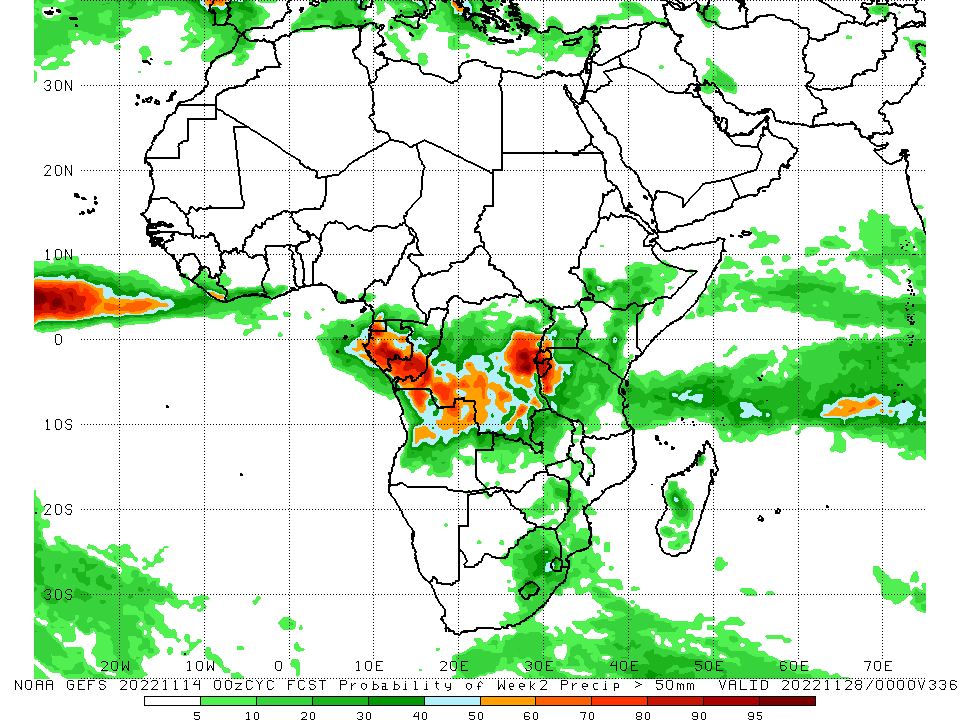 30N
20N
10N
0
10S
20S
30S
20W 10W 0 10E 20E 30E 40E 50E 60E 70E
NOAA GEFS 20221114 00zCYC FCST Probability of Week2 Precip > 50mm VALID 20221128/0000V336
5 10 20 30 40 50 60 70 80 90 95